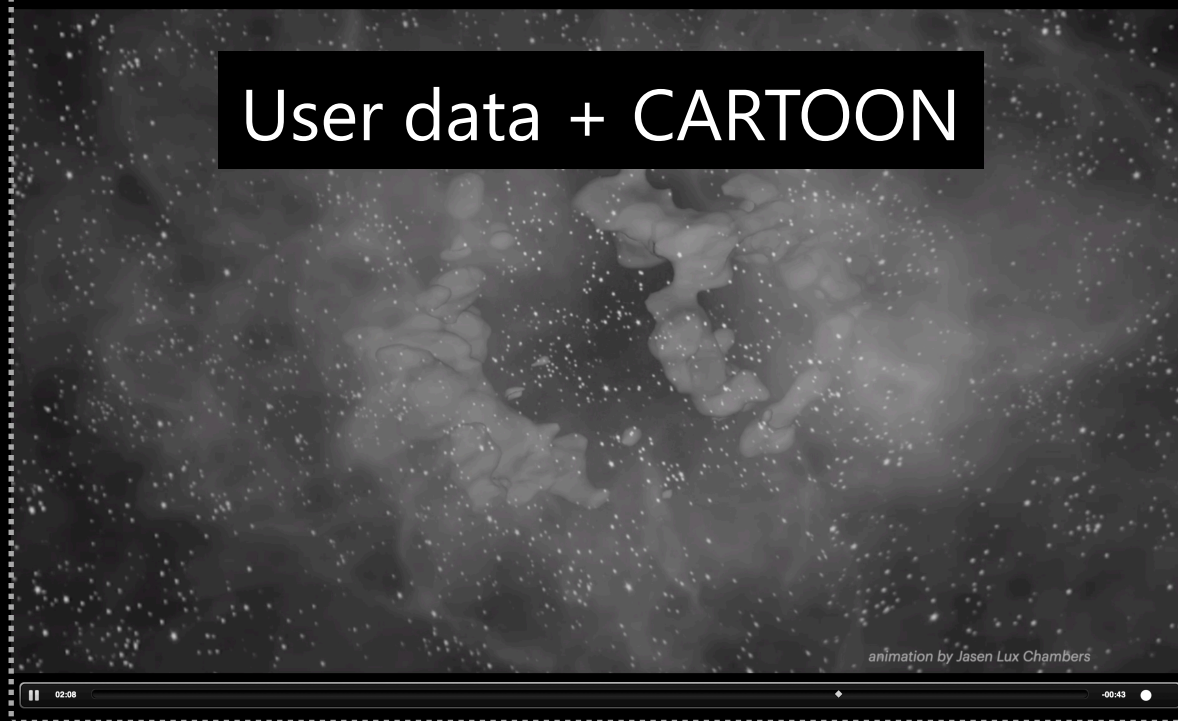 User data + CARTOON
animation by Jasen Lux Chambers
02:08
-00:43